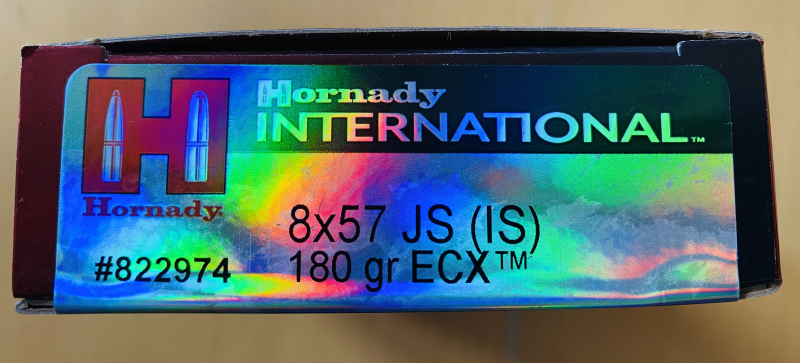 H
Hornady
Hornady
INTERNATIONAL™
8x57 JS (IS)
180 gr ECX™
#822974